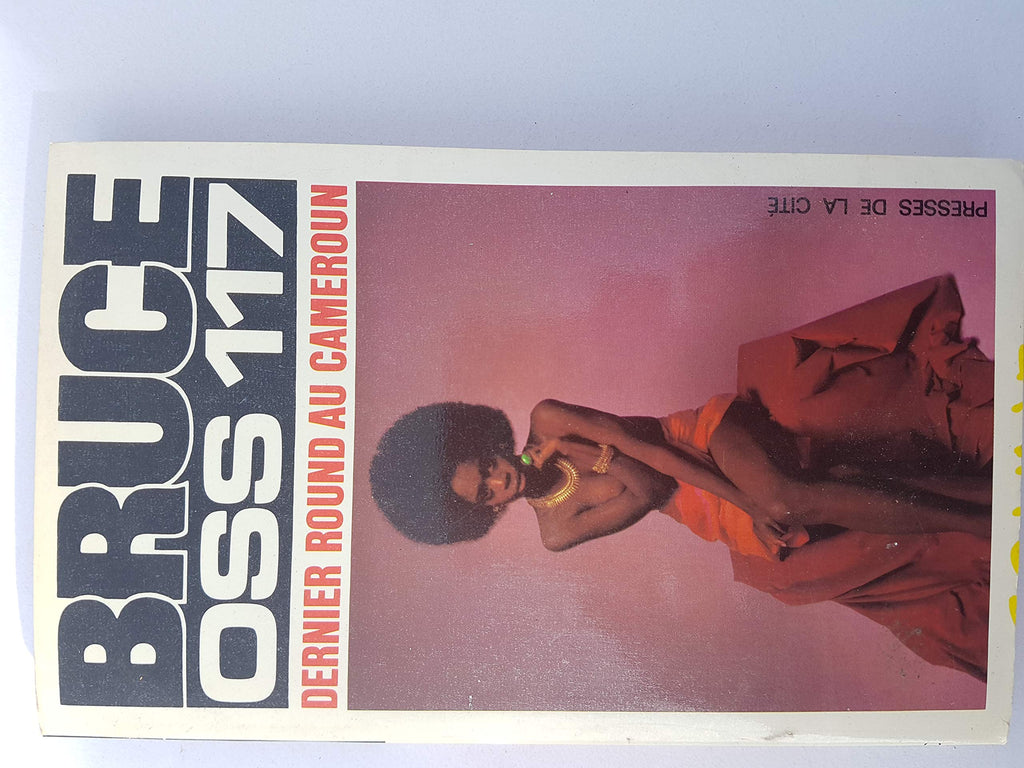 BRUCE
OSS 117
DERNIER ROUND AU CAMEROUN
PRESSES DE LA CITÉ